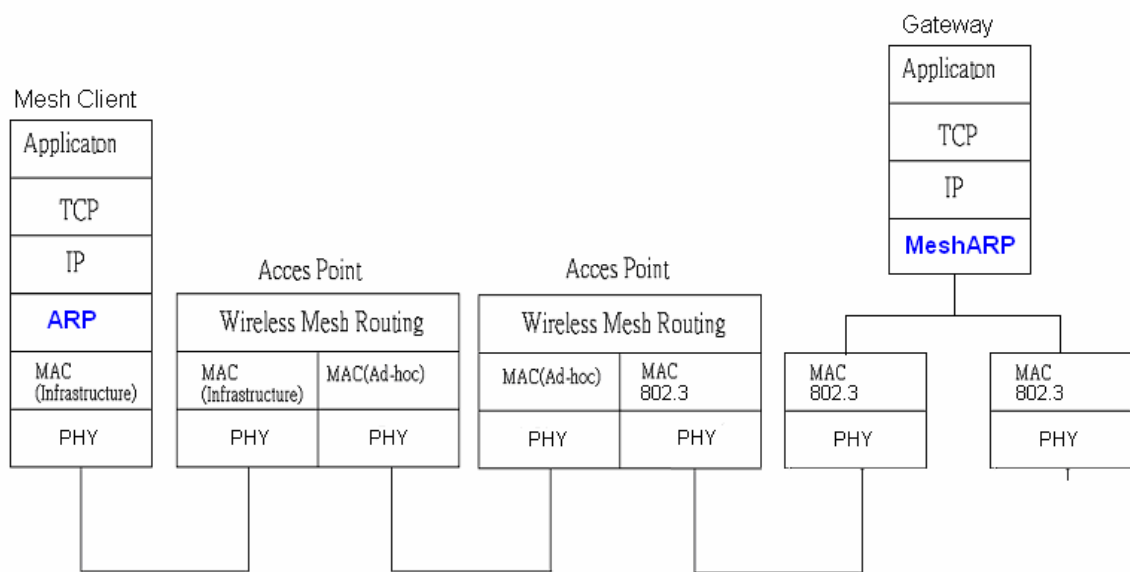 Gateway
Applicaton
TCP
IP
MeshARP
Mesh Client
Applicaton
TCP
IP
ARP
MAC
(Infrastructure)
PHY
Acces Point
Wireless Mesh Routing
MAC
(Infrastructure)
MAC(Ad-hoc)
PHY
PHY
Acces Point
Wireless Mesh Routing
MAC(Ad-hoc)
MAC
802.3
PHY
PHY
MAC
802.3
PHY
MAC
802.3
PHY